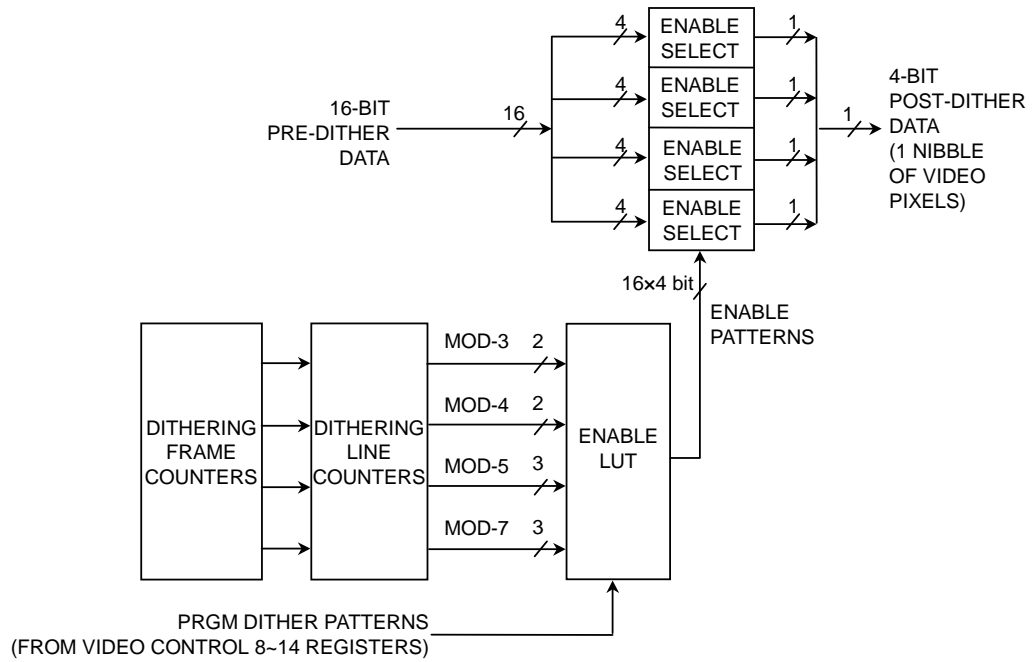 4
ENABLE
SELECT
1
4
ENABLE
SELECT
1
4
ENABLE
SELECT
1
4
ENABLE
SELECT
1
16-BIT
PRE-DITHER
DATA
16
1
4-BIT
POST-DITHER
DATA
(1 NIBBLE
OF VIDEO
PIXELS)
16×4 bit
ENABLE
PATTERNS
DITHERING
FRAME
COUNTERS
DITHERING
LINE
COUNTERS
MOD-3 2
MOD-4 2
MOD-5 3
MOD-7 3
ENABLE
LUT
PRGM DITHER PATTERNS
(FROM VIDEO CONTROL 8~14 REGISTERS)